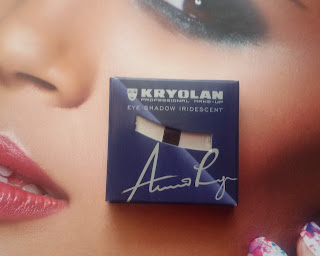 KRYOLAN
PROFESSIONAL MAKE-UP
EYE SHADOW IRIDESCENT